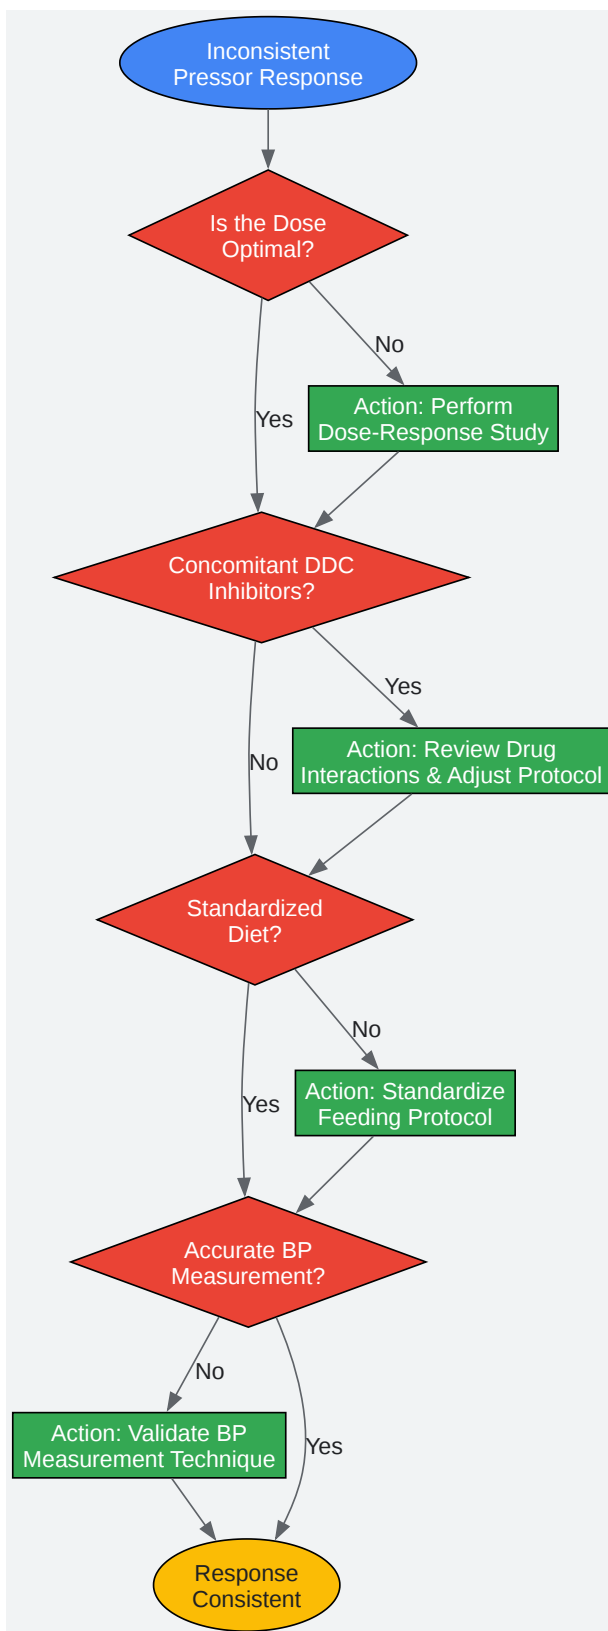 Inconsistent
Pressor Response
Is the Dose
Optimal?
No
Yes
Action: Perform
Dose-Response Study
Concomitant DDC
Inhibitors?
Yes
No
Action: Review Drug
Interactions & Adjust Protocol
Standardized
Diet?
No
Yes
Action: Standardize
Feeding Protocol
Accurate BP
Measurement?
No
Yes
Action: Validate BP
Measurement Technique
Response
Consistent